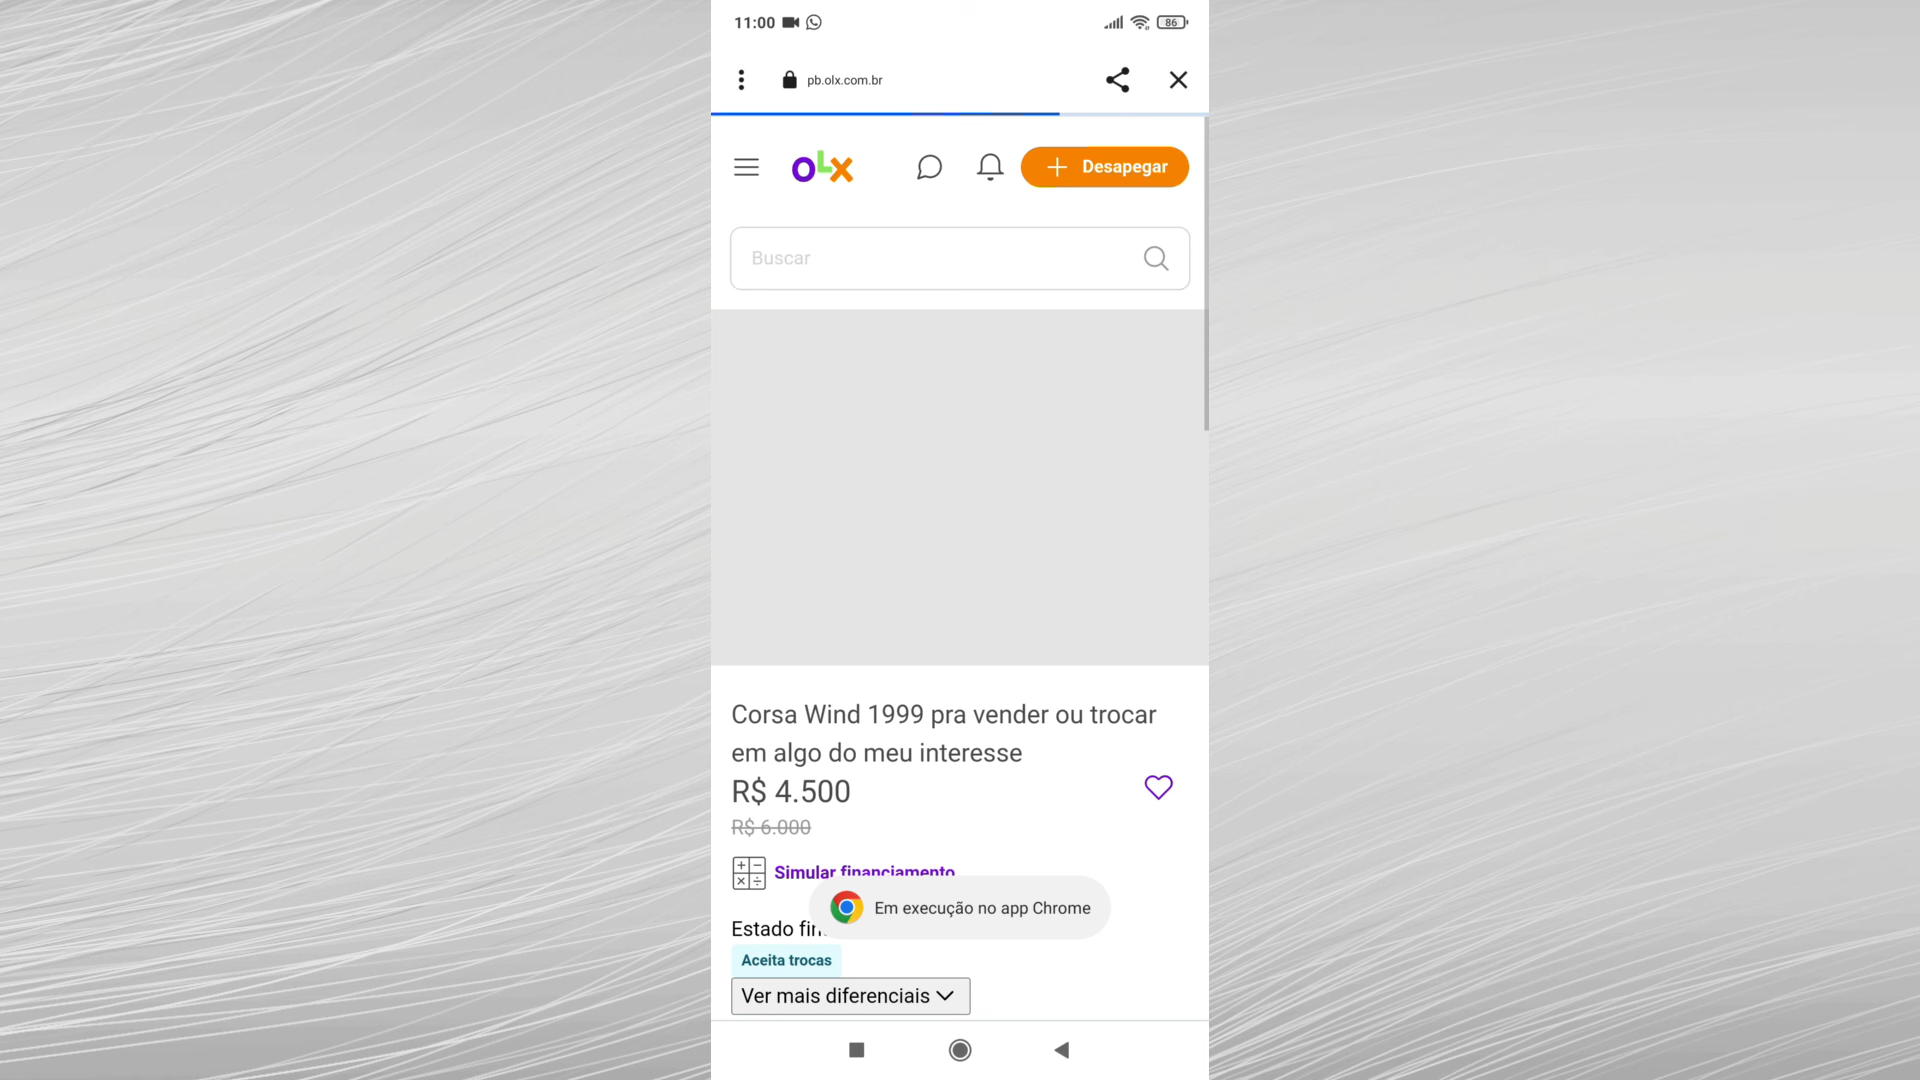 11:00
86
pb.olx.com.br
olx
Desapegar
Buscar
Corsa Wind 1999 pra vender ou trocar
em algo do meu interesse
R$ 4.500
R$ 6.000
Simular financiamento
Em execução no app Chrome
Estado
Aceita trocas
Ver mais diferenciais